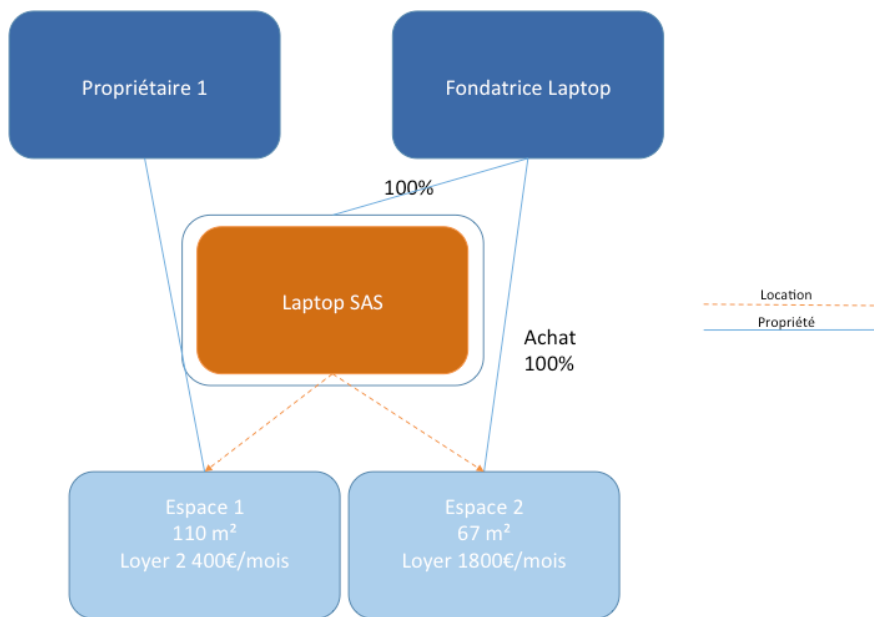 Propriétaire 1
Fondatrice Laptop
100%
Laptop SAS
Location
Propriété
Achat
100%
Espace 1
110 m²
Loyer 2 400€/mois
Espace 2
67 m²
Loyer 1800€/mois